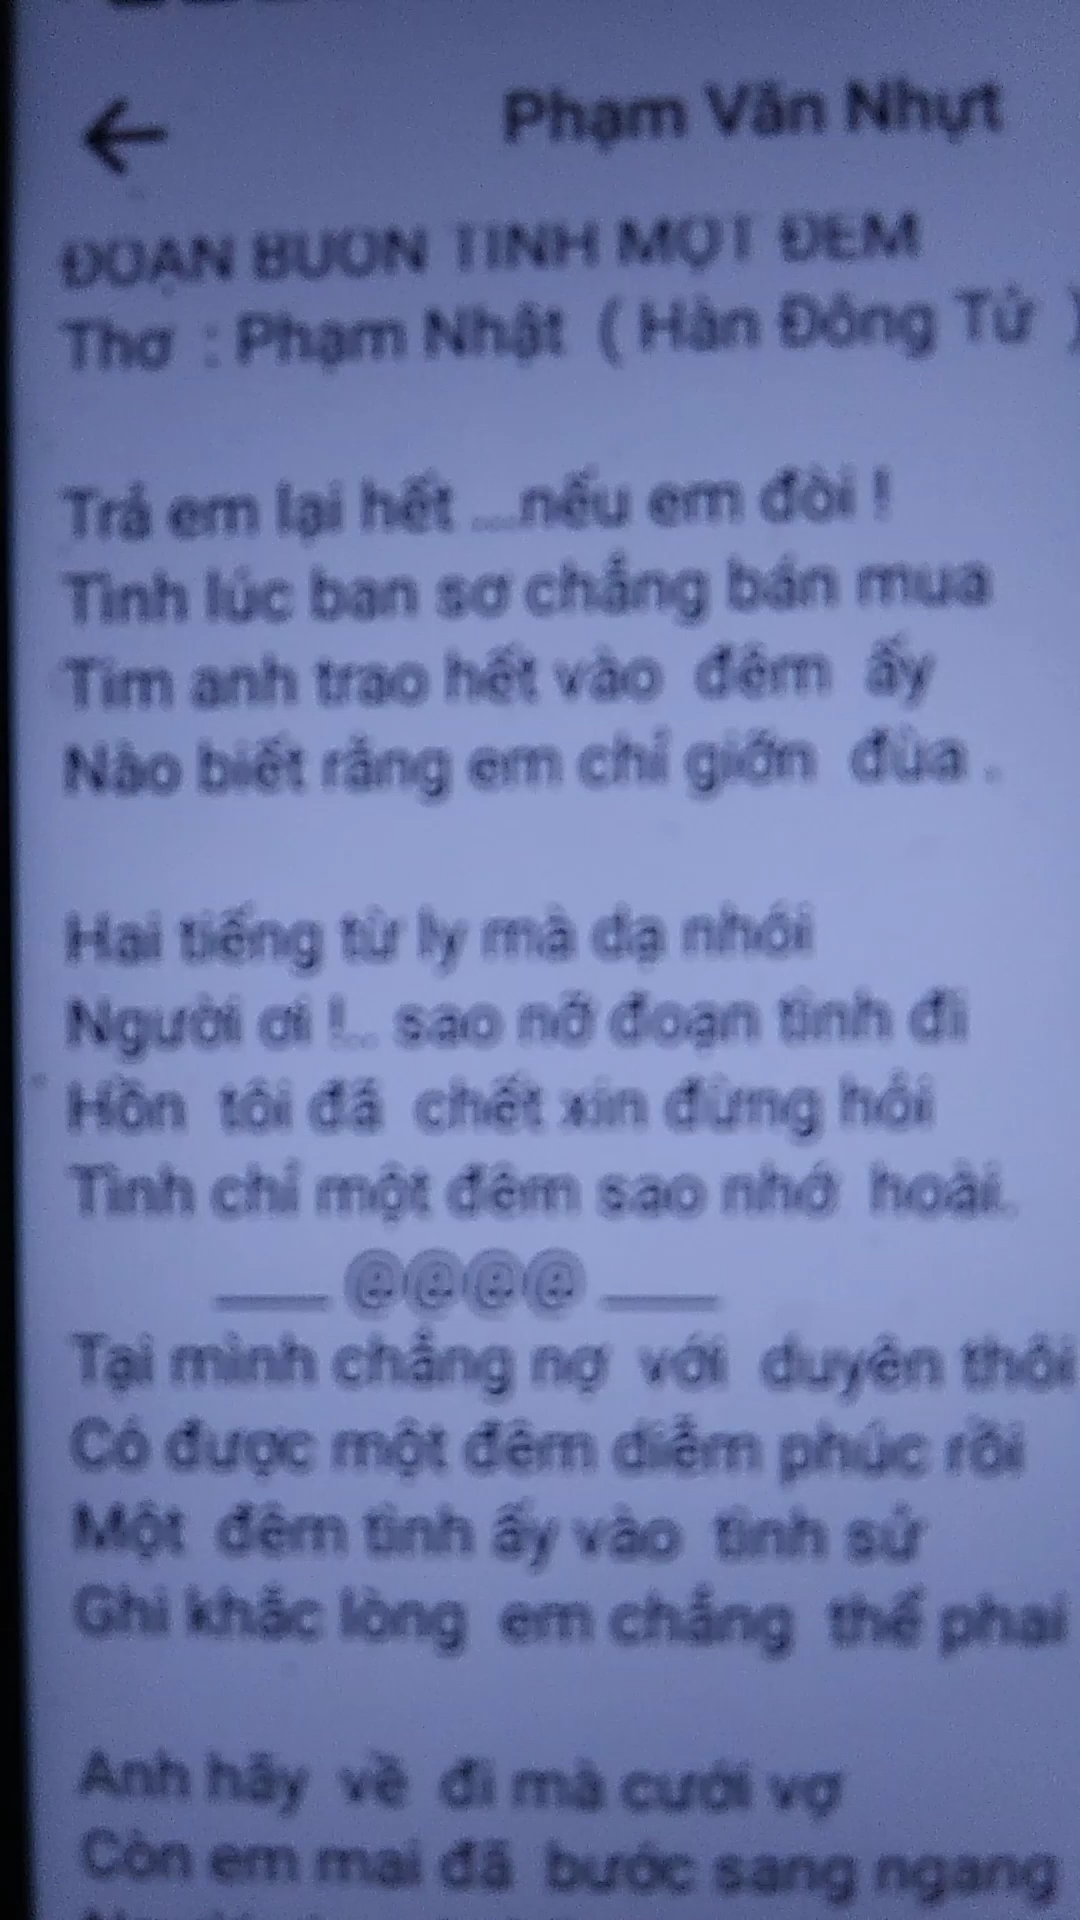 Phạm Văn Nhựt
ĐOẠN BUỒN TÌNH MỘT ĐÊM
Thơ : Phạm Nhật ( Hàn Đông Tử )
Trả em lại hết ....nếu em đòi !
Tình lúc ban sơ chẳng bán mua
Tim anh trao hết vào đêm ấy
Nào biết rằng em chỉ giỡn đùa .
Hai tiếng từ ly mà dạ nhói
Người ơi !... sao nỡ đoạn tình đi
Hồn tôi đã chết xin đừng hỏi
Tình chỉ một đêm sao nhớ hoài.
____ @@@@ ____
Tại mình chẳng nợ với duyên thôi
Có được một đêm diễm phúc rồi
Một đêm tình ấy vào tình sử
Ghi khắc lòng em chẳng thể phai
Anh hãy về đi mà cưới vợ
Còn em mai đã bước sang ngang